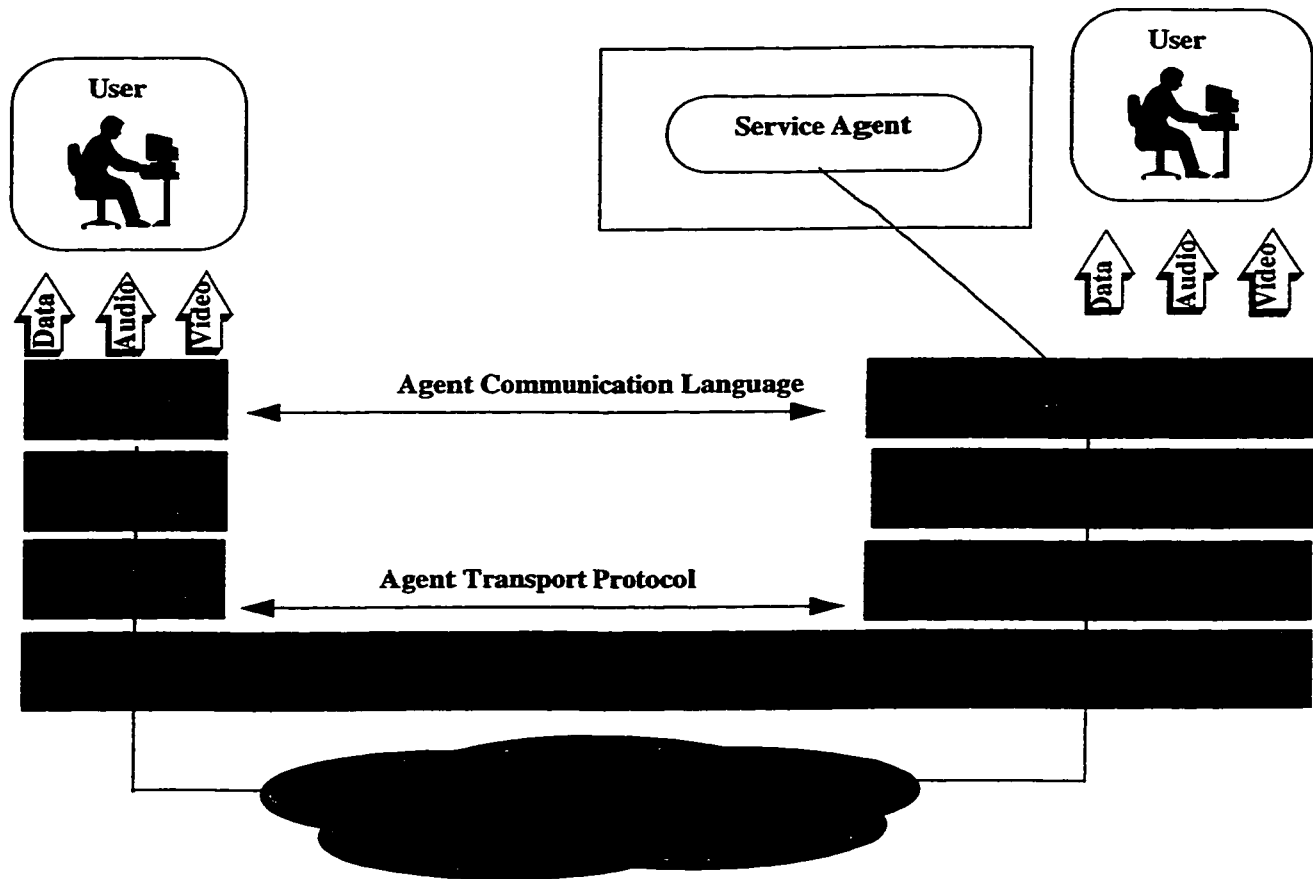 User
User
Service Agent
Data
Audio
Video
Data
Audio
Video
Agent Communication Language
Agent Transport Protocol